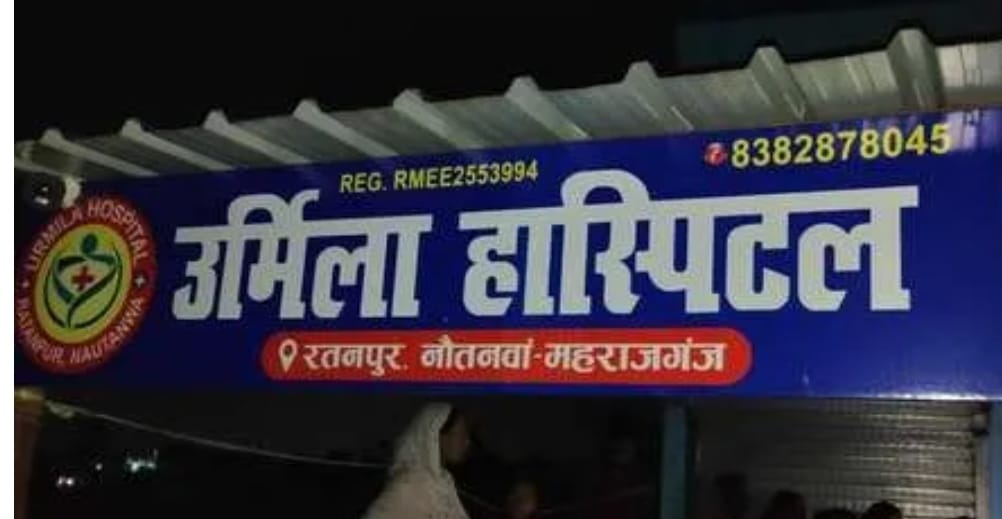 REG. RMEE2553994
8382878045
URMILA HOSPITAL
RATANPUR, NAUTANWA
उर्मिला हास्पिटल
रतनपुर, नौतनवां-महराजगंज